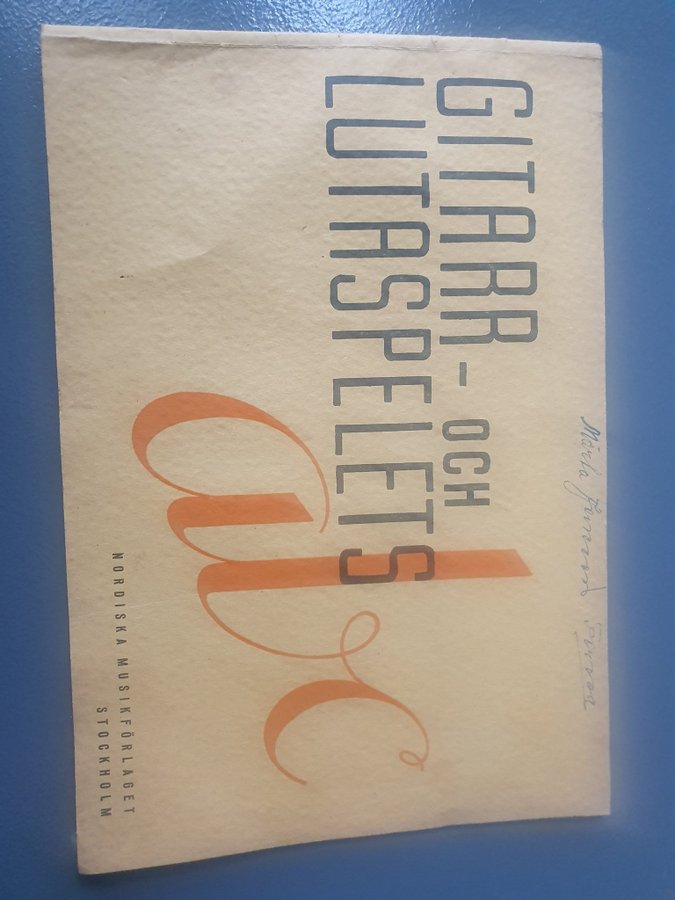 GITARR- OCH
LUTASPELETS
abc
NORDISKA MUSIKFÖRLAGET
STOCKHOLM